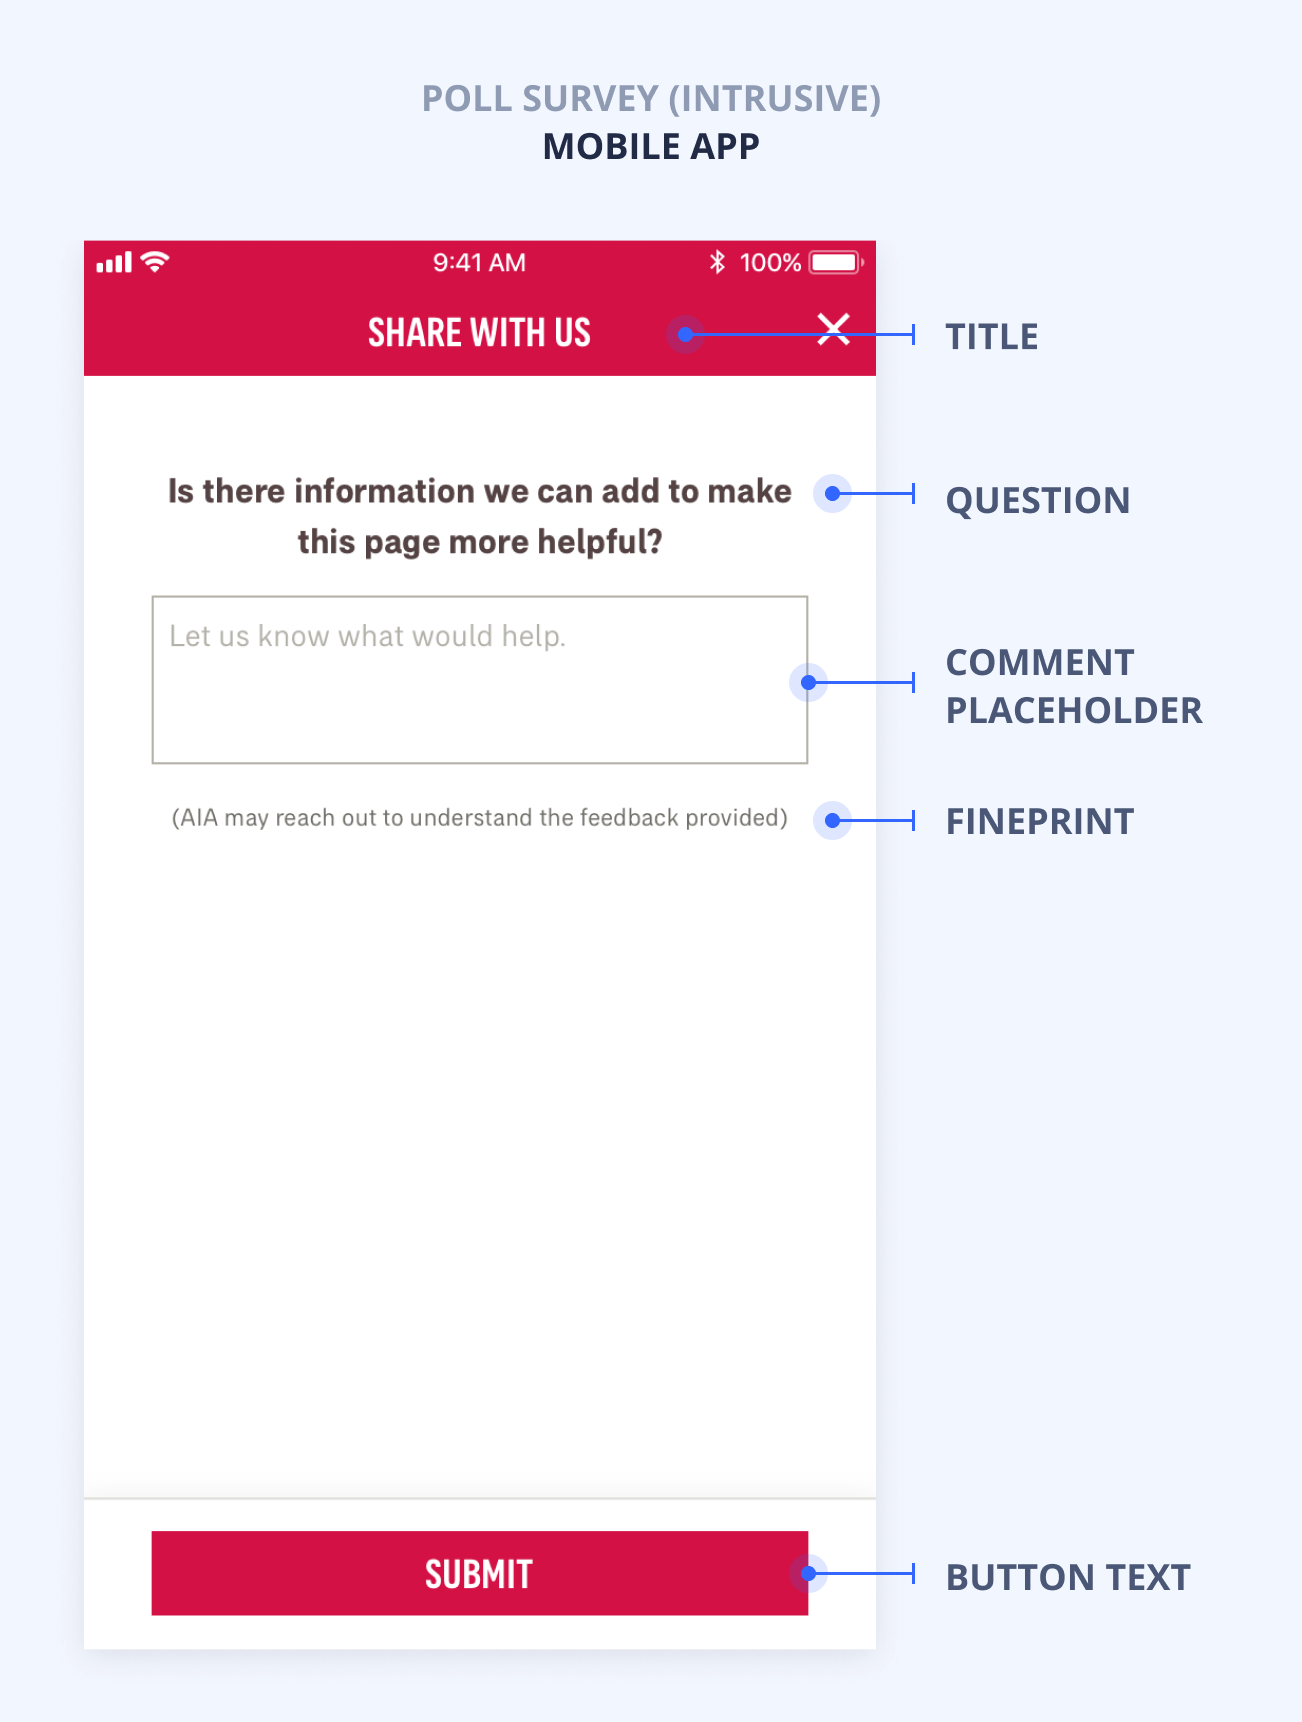 POLL SURVEY (INTRUSIVE)
MOBILE APP
9:41 AM
100%
SHARE WITH US
TITLE
Is there information we can add to make
this page more helpful?
QUESTION
Let us know what would help.
COMMENT
PLACEHOLDER
(AIA may reach out to understand the feedback provided)
FINEPRINT
SUBMIT
BUTTON TEXT